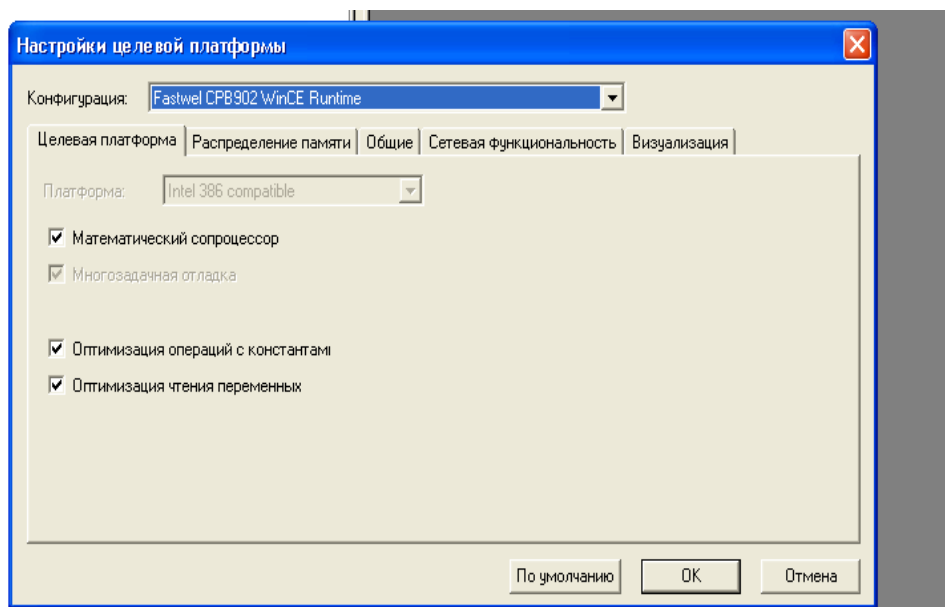 Настройки целевой платформы
Конфигурация: Fastwel CPB902 WinCE Runtime
Целевая платформа Распределение памяти Общие Сетевая функциональность Визуализация
Платформа: Intel 386 compatible
Математический сопроцессор
Многозадачная отладка
Оптимизация операций с константами
Оптимизация чтения переменных
По умолчанию OK Отмена